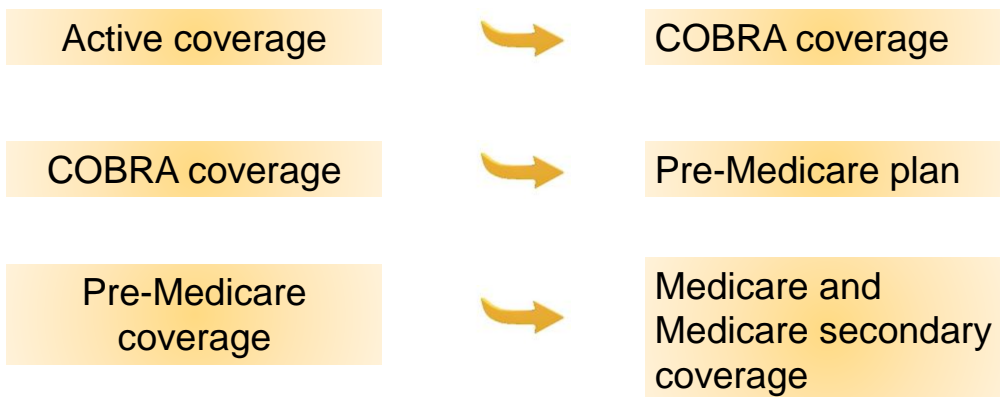 Active coverage
COBRA coverage
COBRA coverage
Pre-Medicare plan
Pre-Medicare
coverage
Medicare and
Medicare secondary
coverage